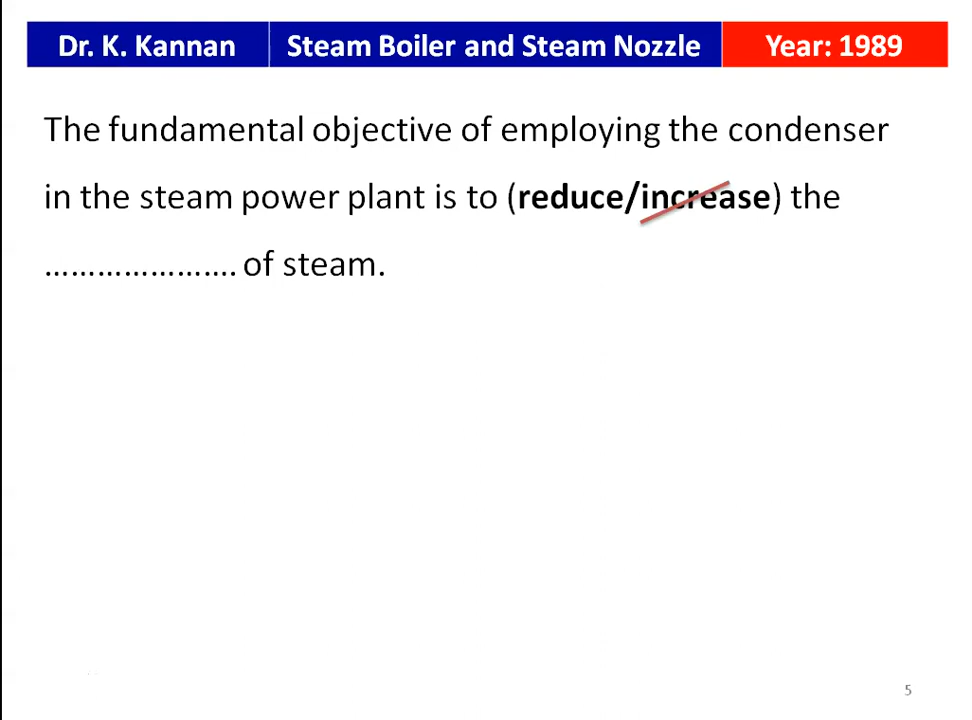 Dr. K. Kannan Steam Boiler and Steam Nozzle Year: 1989
The fundamental objective of employing the condenser
in the steam power plant is to (reduce/increase) the
…………………. of steam.
5